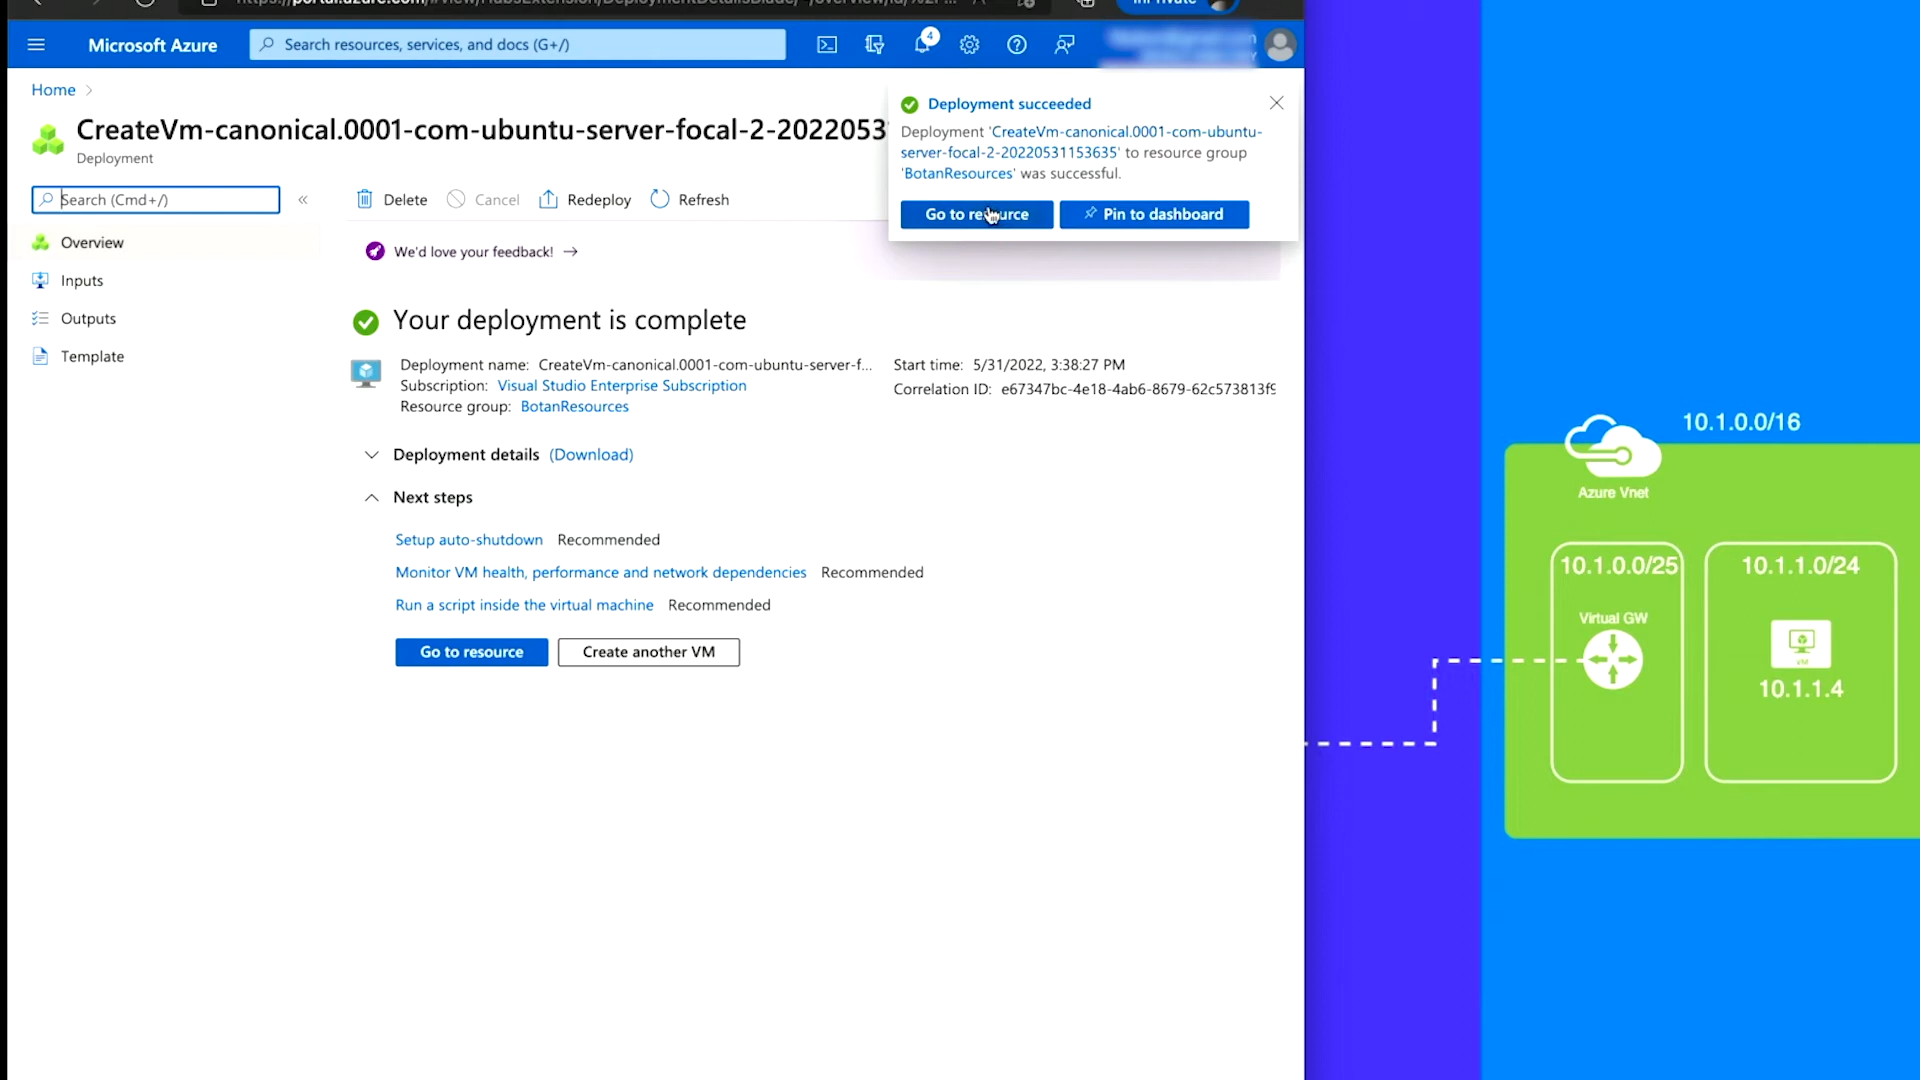 Microsoft Azure
Search resources, services, and docs (G+/)
4
Home
CreateVm-canonical.0001-com-ubuntu-server-focal-2-2022053
Deployment
Deployment succeeded
Deployment 'CreateVm-canonical.0001-com-ubuntu-
server-focal-2-20220531153635' to resource group
'BotanResources' was successful.
Go to resource
Pin to dashboard
Search (Cmd+/)
«
Delete
Cancel
Redeploy
Refresh
Overview
Inputs
Outputs
Template
We'd love your feedback! →
Your deployment is complete
Deployment name: CreateVm-canonical.0001-com-ubuntu-server-f...
Subscription: Visual Studio Enterprise Subscription
Resource group: BotanResources
Start time: 5/31/2022, 3:38:27 PM
Correlation ID: e67347bc-4e18-4ab6-8679-62c573813f9
Deployment details (Download)
Next steps
Setup auto-shutdown Recommended
Monitor VM health, performance and network dependencies Recommended
Run a script inside the virtual machine Recommended
Go to resource
Create another VM
10.1.0.0/16
Azure Vnet
10.1.0.0/25
Virtual GW
10.1.1.0/24
VM
10.1.1.4